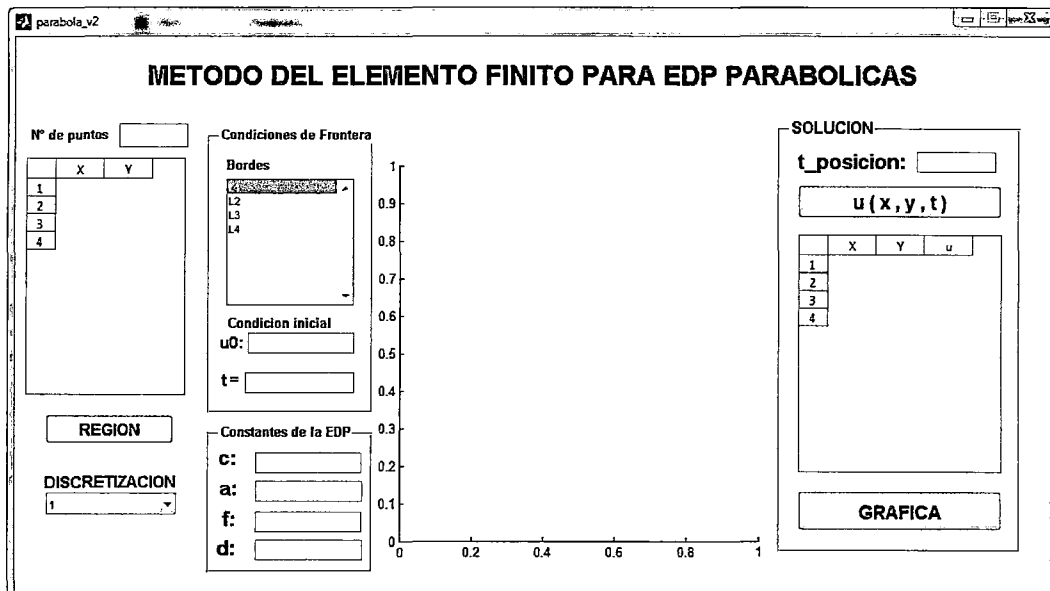 parabola_v2
METODO DEL ELEMENTO FINITO PARA EDP PARABOLICAS
N° de puntos
X Y
1
2
3
4
REGION
DISCRETIZACION
1
Condiciones de Frontera
Bordes
L2
L3
L4
Condicion inicial
u0:
t=
Constantes de la EDP
c:
a:
f:
d:
1
0.9
0.8
0.7
0.6
0.5
0.4
0.3
0.2
0.1
0
0 0.2 0.4 0.6 0.8 1
SOLUCION
t_posicion:
u(x,y,t)
X Y u
1
2
3
4
GRAFICA